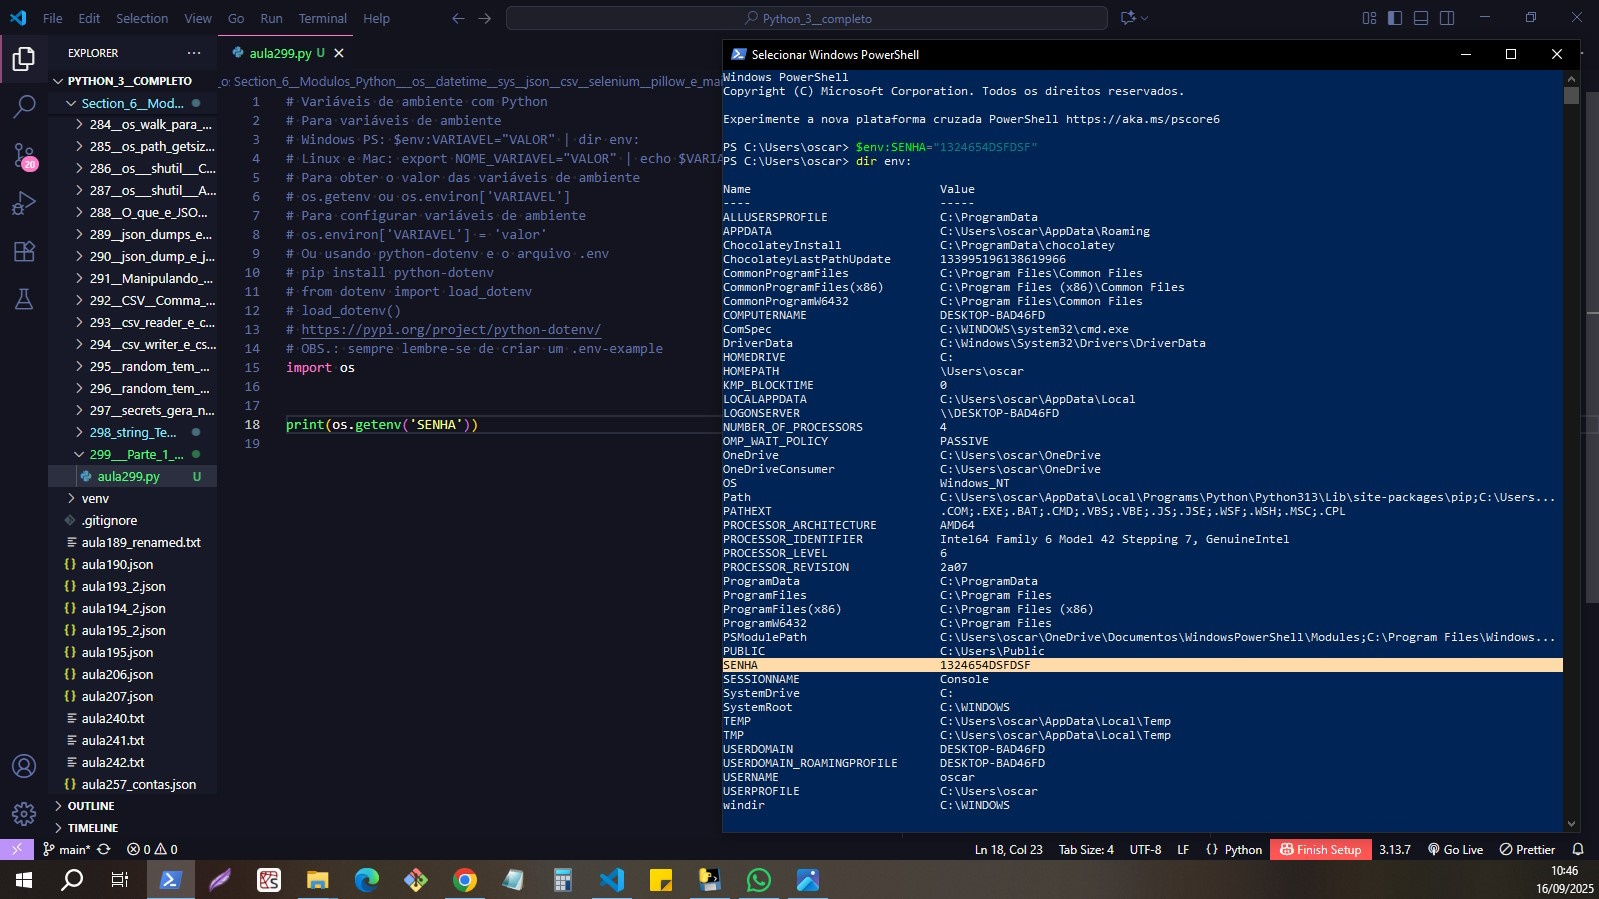 File Edit Selection View Go Run Terminal Help
Python_3__completo
EXPLORER
PYTHON_3__COMPLETO
Section_6__Mod...
284__os_walk_para_...
285__os_path_getsiz...
286__os___shutil__C...
287__os___shutil__A...
288__O_que_e_JSO...
289__json_dumps_e...
290__json_dump_e_j...
291__Manipulando_...
292__CSV__Comma_...
293__csv_reader_e_c...
294__csv_writer_e_cs...
295__random_tem_...
296__random_tem_...
297__secrets_gera_n...
298_string_Te...
299___Parte_1_...
aula299.py U
venv
.gitignore
aula189_renamed.txt
aula190.json
aula193_2.json
aula194_2.json
aula195_2.json
aula195.json
aula206.json
aula207.json
aula240.txt
aula241.txt
aula242.txt
aula257_contas.json
OUTLINE
TIMELINE
20
aula299.py U
Section_6__Modulos_Python___os__datetime__sys__json__csv__selenium__pillow_e_ma
1 # Variáveis de ambiente com Python
2 # Para variáveis de ambiente
3 # Windows PS: $env:VARIAVEL="VALOR" | dir env:
4 # Linux e Mac: export NOME_VARIAVEL="VALOR" | echo $VARIA
5 # Para obter o valor das variáveis de ambiente
6 # os.getenv ou os.environ['VARIAVEL']
7 # Para configurar variáveis de ambiente
8 # os.environ['VARIAVEL'] = 'valor'
9 # Ou usando python-dotenv e o arquivo .env
10 # pip install python-dotenv
11 # from dotenv import load_dotenv
12 # load_dotenv()
13 # https://pypi.org/project/python-dotenv/
14 # OBS.: sempre lembre-se de criar um .env-example
15 import os
16
17
18 print(os.getenv('SENHA'))
19
Selecionar Windows PowerShell
Windows PowerShell
Copyright (C) Microsoft Corporation. Todos os direitos reservados.
Experimente a nova plataforma cruzada PowerShell https://aka.ms/pscore6
PS C:\Users\oscar> $env:SENHA="1324654DSFDSF"
PS C:\Users\oscar> dir env:
Name Value
---- -----
ALLUSERSPROFILE C:\ProgramData
APPDATA C:\Users\oscar\AppData\Roaming
ChocolateyInstall C:\ProgramData\chocolatey
ChocolateyLastPathUpdate 133995196138619966
CommonProgramFiles C:\Program Files\Common Files
CommonProgramFiles(x86) C:\Program Files (x86)\Common Files
CommonProgramW6432 C:\Program Files\Common Files
COMPUTERNAME DESKTOP-BAD46FD
ComSpec C:\WINDOWS\system32\cmd.exe
DriverData C:\Windows\System32\Drivers\DriverData
HOMEDRIVE C:
HOMEPATH \Users\oscar
KMP_BLOCKTIME 0
LOCALAPPDATA C:\Users\oscar\AppData\Local
LOGONSERVER \\DESKTOP-BAD46FD
NUMBER_OF_PROCESSORS 4
OMP_WAIT_POLICY PASSIVE
OneDrive C:\Users\oscar\OneDrive
OneDriveConsumer C:\Users\oscar\OneDrive
OS Windows_NT
Path C:\Users\oscar\AppData\Local\Programs\Python\Python313\Lib\site-packages\pip;C:\Users...
PATHEXT .COM;.EXE;.BAT;.CMD;.VBS;.VBE;.JS;.JSE;.WSF;.WSH;.MSC;.CPL
PROCESSOR_ARCHITECTURE AMD64
PROCESSOR_IDENTIFIER Intel64 Family 6 Model 42 Stepping 7, GenuineIntel
PROCESSOR_LEVEL 6
PROCESSOR_REVISION 2a07
ProgramData C:\ProgramData
ProgramFiles C:\Program Files
ProgramFiles(x86) C:\Program Files (x86)
ProgramW6432 C:\Program Files
PSModulePath C:\Users\oscar\OneDrive\Documentos\WindowsPowerShell\Modules;C:\Program Files\Windows...
PUBLIC C:\Users\Public
SENHA 1324654DSFDSF
SESSIONNAME Console
SystemDrive C:
SystemRoot C:\WINDOWS
TEMP C:\Users\oscar\AppData\Local\Temp
TMP C:\Users\oscar\AppData\Local\Temp
USERDOMAIN DESKTOP-BAD46FD
USERDOMAIN_ROAMINGPROFILE DESKTOP-BAD46FD
USERNAME oscar
USERPROFILE C:\Users\oscar
windir C:\WINDOWS
main* 0 0
Ln 18, Col 23 Tab Size: 4 UTF-8 LF Python Finish Setup 3.13.7 Go Live Prettier
10:46
16/09/2025